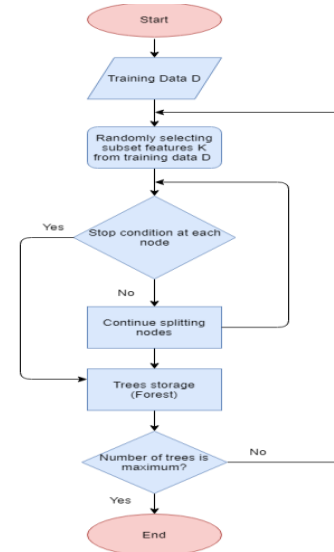 Start
Training Data D
Randomly selecting
subset features K
from training data D
Yes
Stop condition at each
node
No
Continue splitting
nodes
Trees storage
(Forest)
Number of trees is
maximum?
No
Yes
End